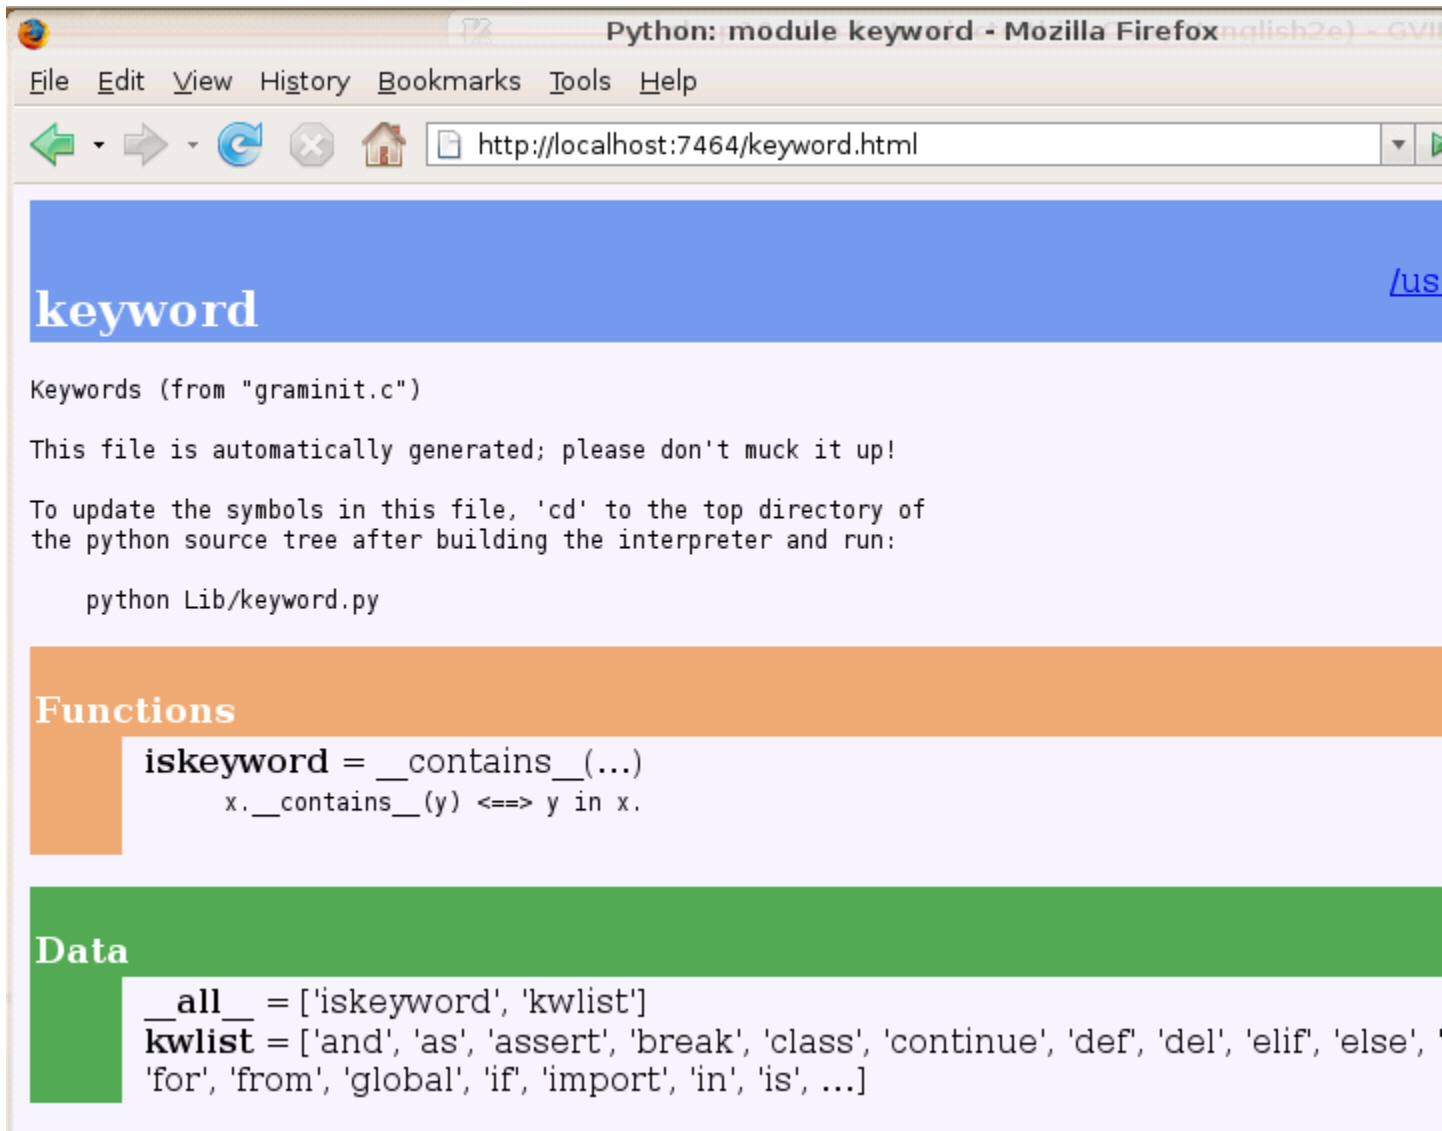 Python: module keyword - Mozilla Firefox
File Edit View History Bookmarks Tools Help
http://localhost:7464/keyword.html
/us
keyword
Keywords (from "graminit.c")
This file is automatically generated; please don't muck it up!
To update the symbols in this file, 'cd' to the top directory of
the python source tree after building the interpreter and run:
python Lib/keyword.py
Functions
iskeyword = __contains__(...)
x.__contains__(y) <==> y in x.
Data
__all__ = ['iskeyword', 'kwlist']
kwlist = ['and', 'as', 'assert', 'break', 'class', 'continue', 'def', 'del', 'elif', 'else', '
'for', 'from', 'global', 'if', 'import', 'in', 'is', ...]